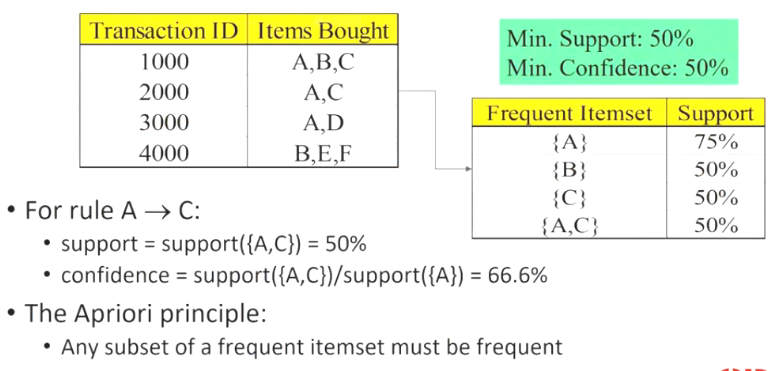 Transaction ID Items Bought
1000 A,B,C
2000 A,C
3000 A,D
4000 B,E,F
Min. Support: 50%
Min. Confidence: 50%
Frequent Itemset Support
{A} 75%
{B} 50%
{C} 50%
{A,C} 50%
• For rule A → C:
• support = support({A,C}) = 50%
• confidence = support({A,C})/support({A}) = 66.6%
• The Apriori principle:
• Any subset of a frequent itemset must be frequent